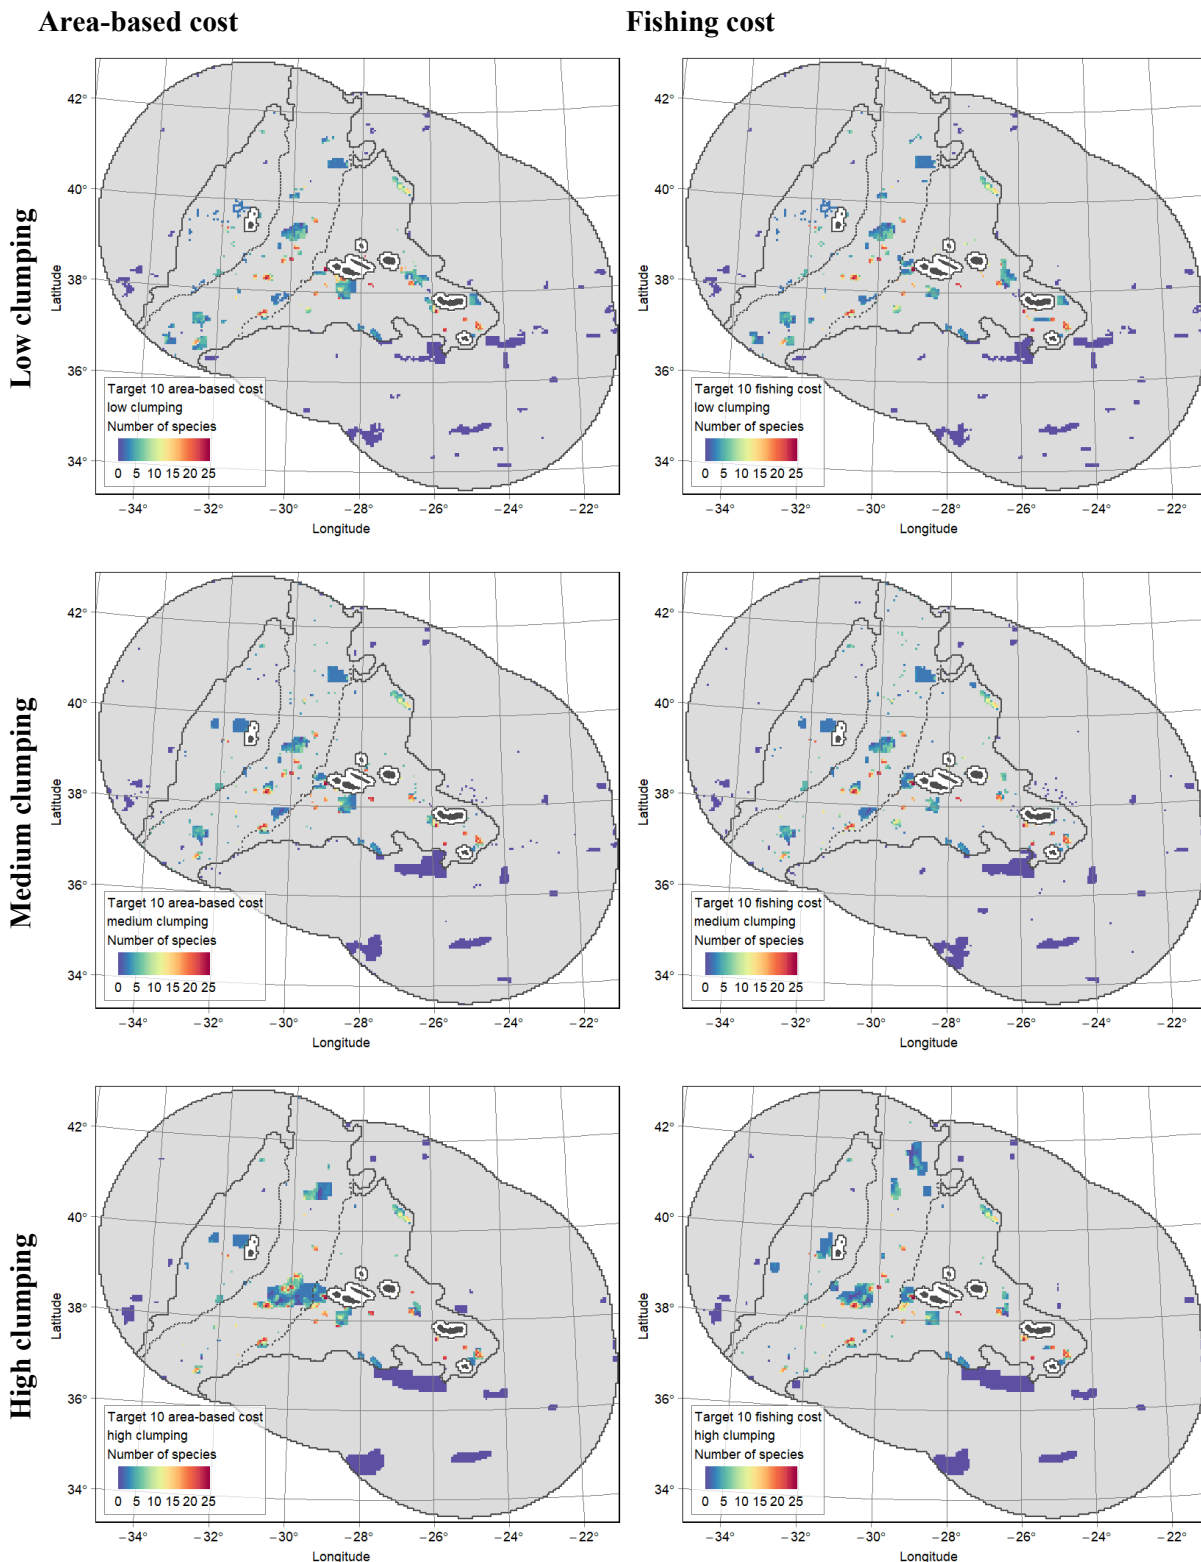 Area-based cost Fishing cost
Low clumping
42°
40°
38°
36°
34°
Latitude
Target 10 area-based cost
low clumping
Number of species
0 5 10 15 20 25
−34° −32° −30° −28° −26° −24° −22°
Longitude
42°
40°
38°
36°
34°
Latitude
Target 10 fishing cost
low clumping
Number of species
0 5 10 15 20 25
−34° −32° −30° −28° −26° −24° −22°
Longitude
Medium clumping
42°
40°
38°
36°
34°
Latitude
Target 10 area-based cost
medium clumping
Number of species
0 5 10 15 20 25
−34° −32° −30° −28° −26° −24° −22°
Longitude
42°
40°
38°
36°
34°
Latitude
Target 10 fishing cost
medium clumping
Number of species
0 5 10 15 20 25
−34° −32° −30° −28° −26° −24° −22°
Longitude
High clumping
42°
40°
38°
36°
34°
Latitude
Target 10 area-based cost
high clumping
Number of species
0 5 10 15 20 25
−34° −32° −30° −28° −26° −24° −22°
Longitude
42°
40°
38°
36°
34°
Latitude
Target 10 fishing cost
high clumping
Number of species
0 5 10 15 20 25
−34° −32° −30° −28° −26° −24° −22°
Longitude